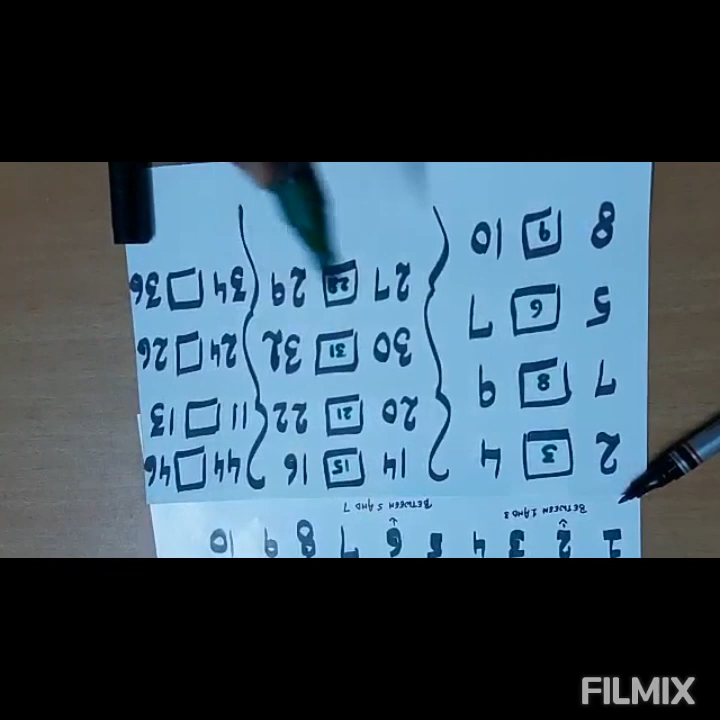 1 2 3 4 5 6 7 8 9 10
BETWEEN 1 AND 3 BETWEEN 5 AND 7
2 3 4 14 15 16 44 □ 46
7 8 9 20 21 22 11 □ 13
5 6 7 30 31 32 24 □ 26
8 9 10 27 28 29 34 □ 36
FILMIX